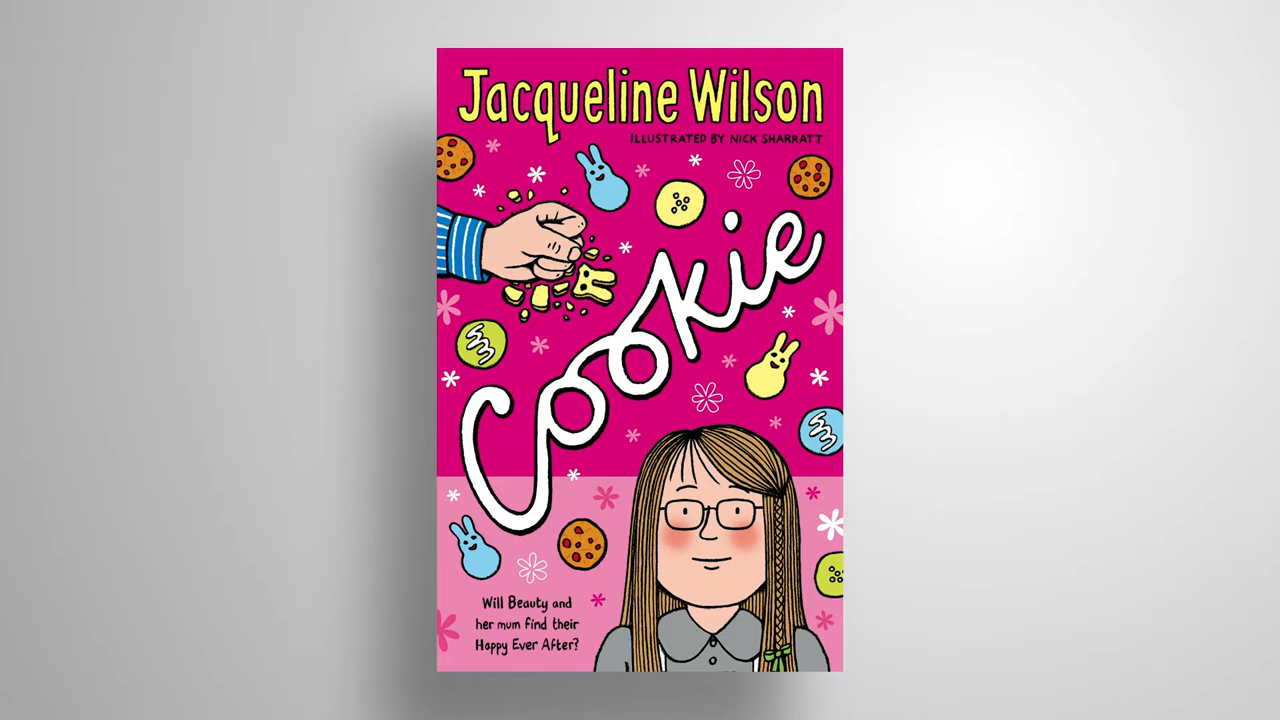 Jacqueline Wilson
ILLUSTRATED BY NICK SHARRATT
Cookie
Will Beauty and
her mum find their
Happy Ever After?